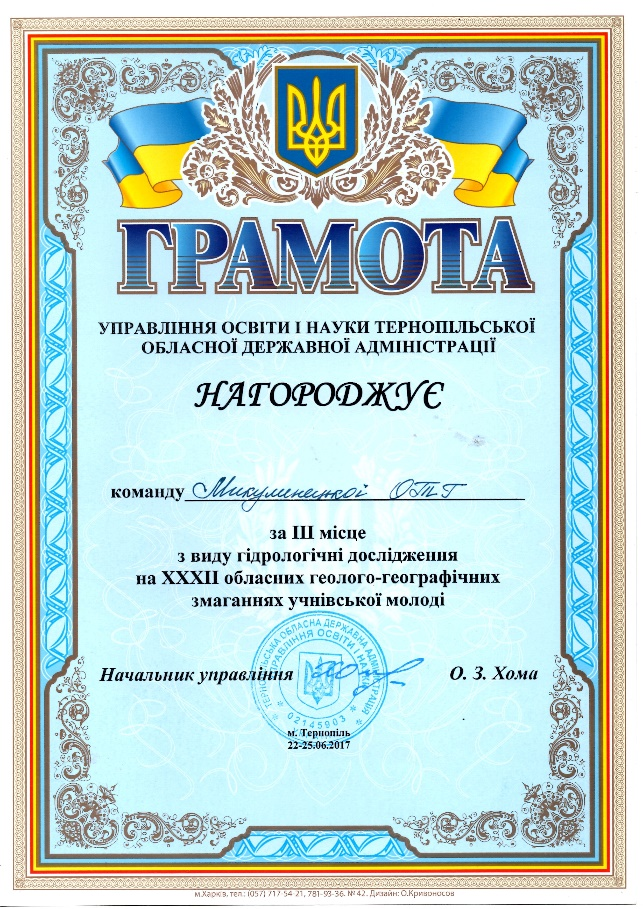 ГРАМОТА
УПРАВЛІННЯ ОСВІТИ І НАУКИ ТЕРНОПІЛЬСЬКОЇ
ОБЛАСНОЇ ДЕРЖАВНОЇ АДМІНІСТРАЦІЇ
НАГОРОДЖУЄ
команду Микулинецької ОТГ
за ІІІ місце
з виду гідрологічні дослідження
на ХХХІІ обласних геолого-географічних
змаганнях учнівської молоді
ТЕРНОПІЛЬСЬКА ОБЛАСНА ДЕРЖАВНА АДМІНІСТРАЦІЯ
УПРАВЛІННЯ ОСВІТИ І НАУКИ
* 02145903 *
Начальник управління О. З. Хома
м. Тернопіль
22-25.06.2017
м.Харків, тел.: (057) 717-54-21, 781-93-36. № 42. Дизайн: О.Кривоносов